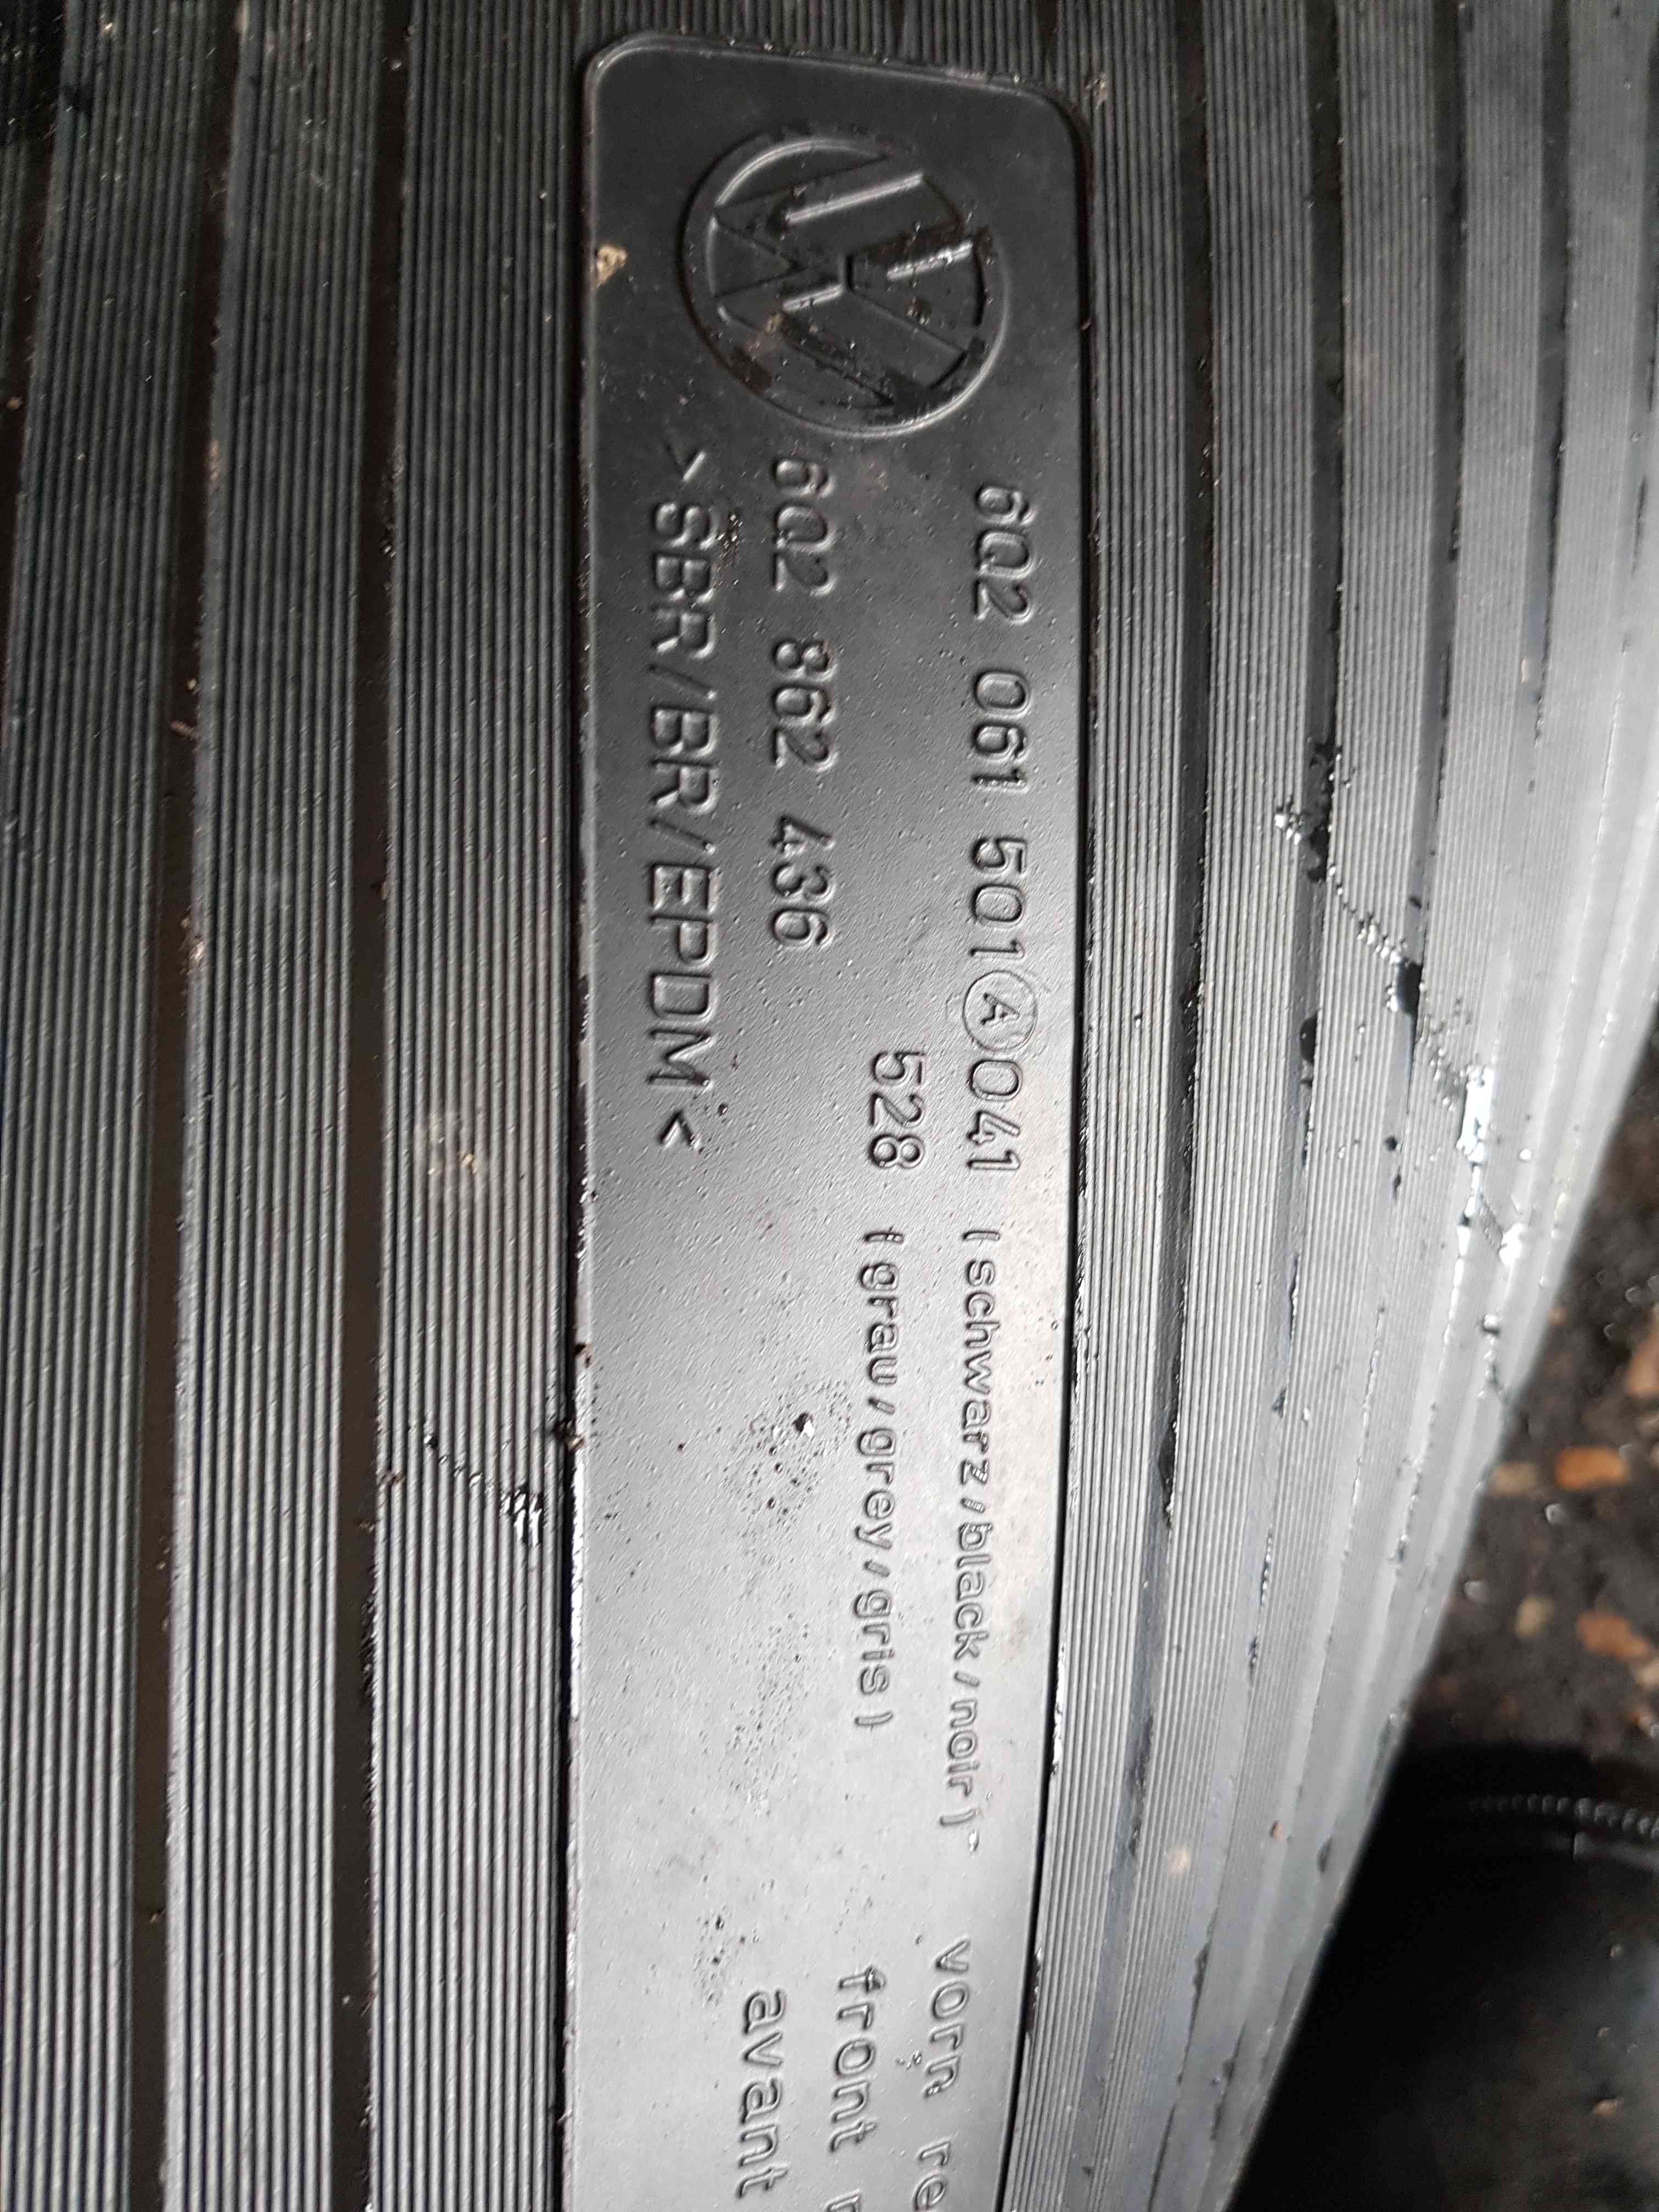 6Q2 061 501 Ⓐ 041 (schwarz/black/noir)
528 (grau/grey/gris)
6Q2 862 436
>SBR/BR/EPDM<
vorn
front
avant